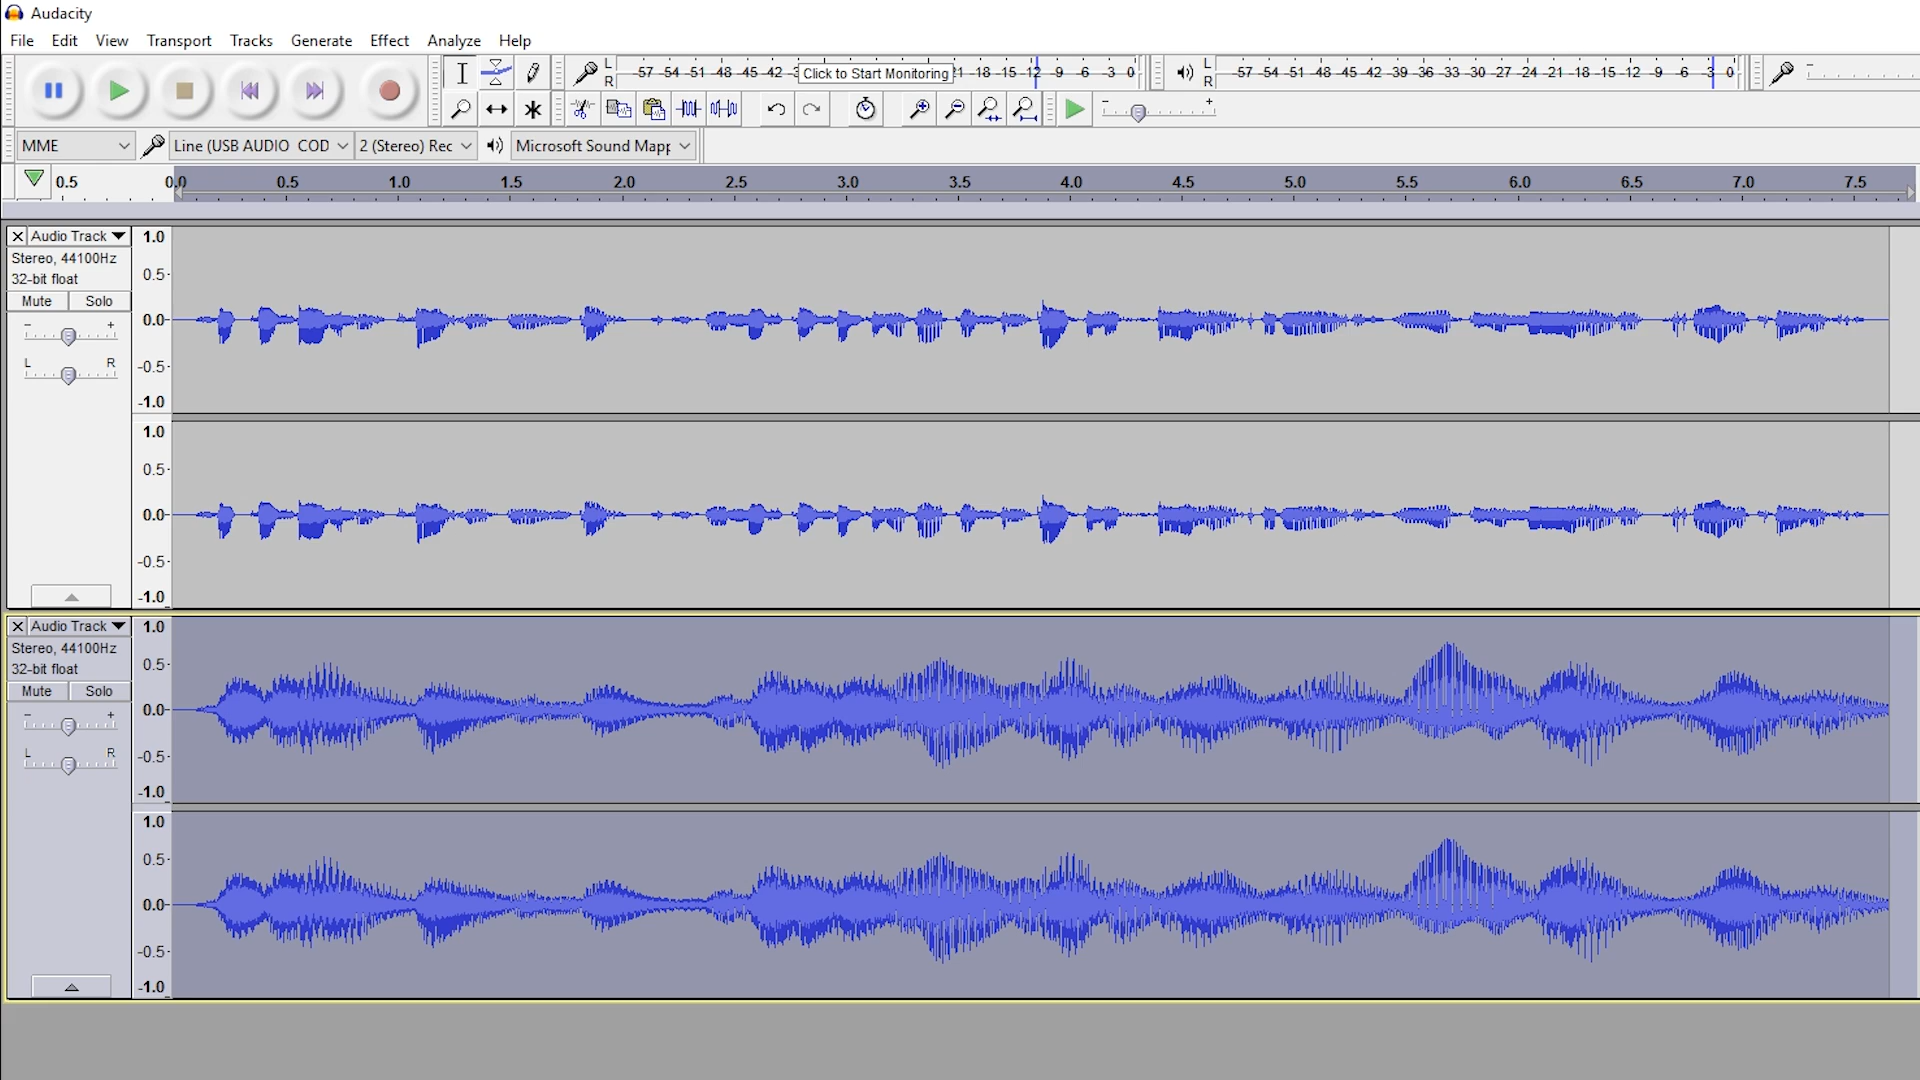 Audacity
File Edit View Transport Tracks Generate Effect Analyze Help
L
R
-57 -54 -51 -48 -45 -42 Click to Start Monitoring -18 -15 -12 -9 -6 -3 0
L
R
-57 -54 -51 -48 -45 -42 -39 -36 -33 -30 -27 -24 -21 -18 -15 -12 -9 -6 -3 0
MME Line (USB AUDIO COD 2 (Stereo) Rec Microsoft Sound Mapp
0.5 0.0 0.5 1.0 1.5 2.0 2.5 3.0 3.5 4.0 4.5 5.0 5.5 6.0 6.5 7.0 7.5
X Audio Track 1.0
Stereo, 44100Hz
32-bit float
0.5
Mute Solo
0.0
- +
L R
-0.5
-1.0
1.0
0.5
0.0
-0.5
-1.0
X Audio Track 1.0
Stereo, 44100Hz
32-bit float
0.5
Mute Solo
0.0
- +
L R
-0.5
-1.0
1.0
0.5
0.0
-0.5
-1.0